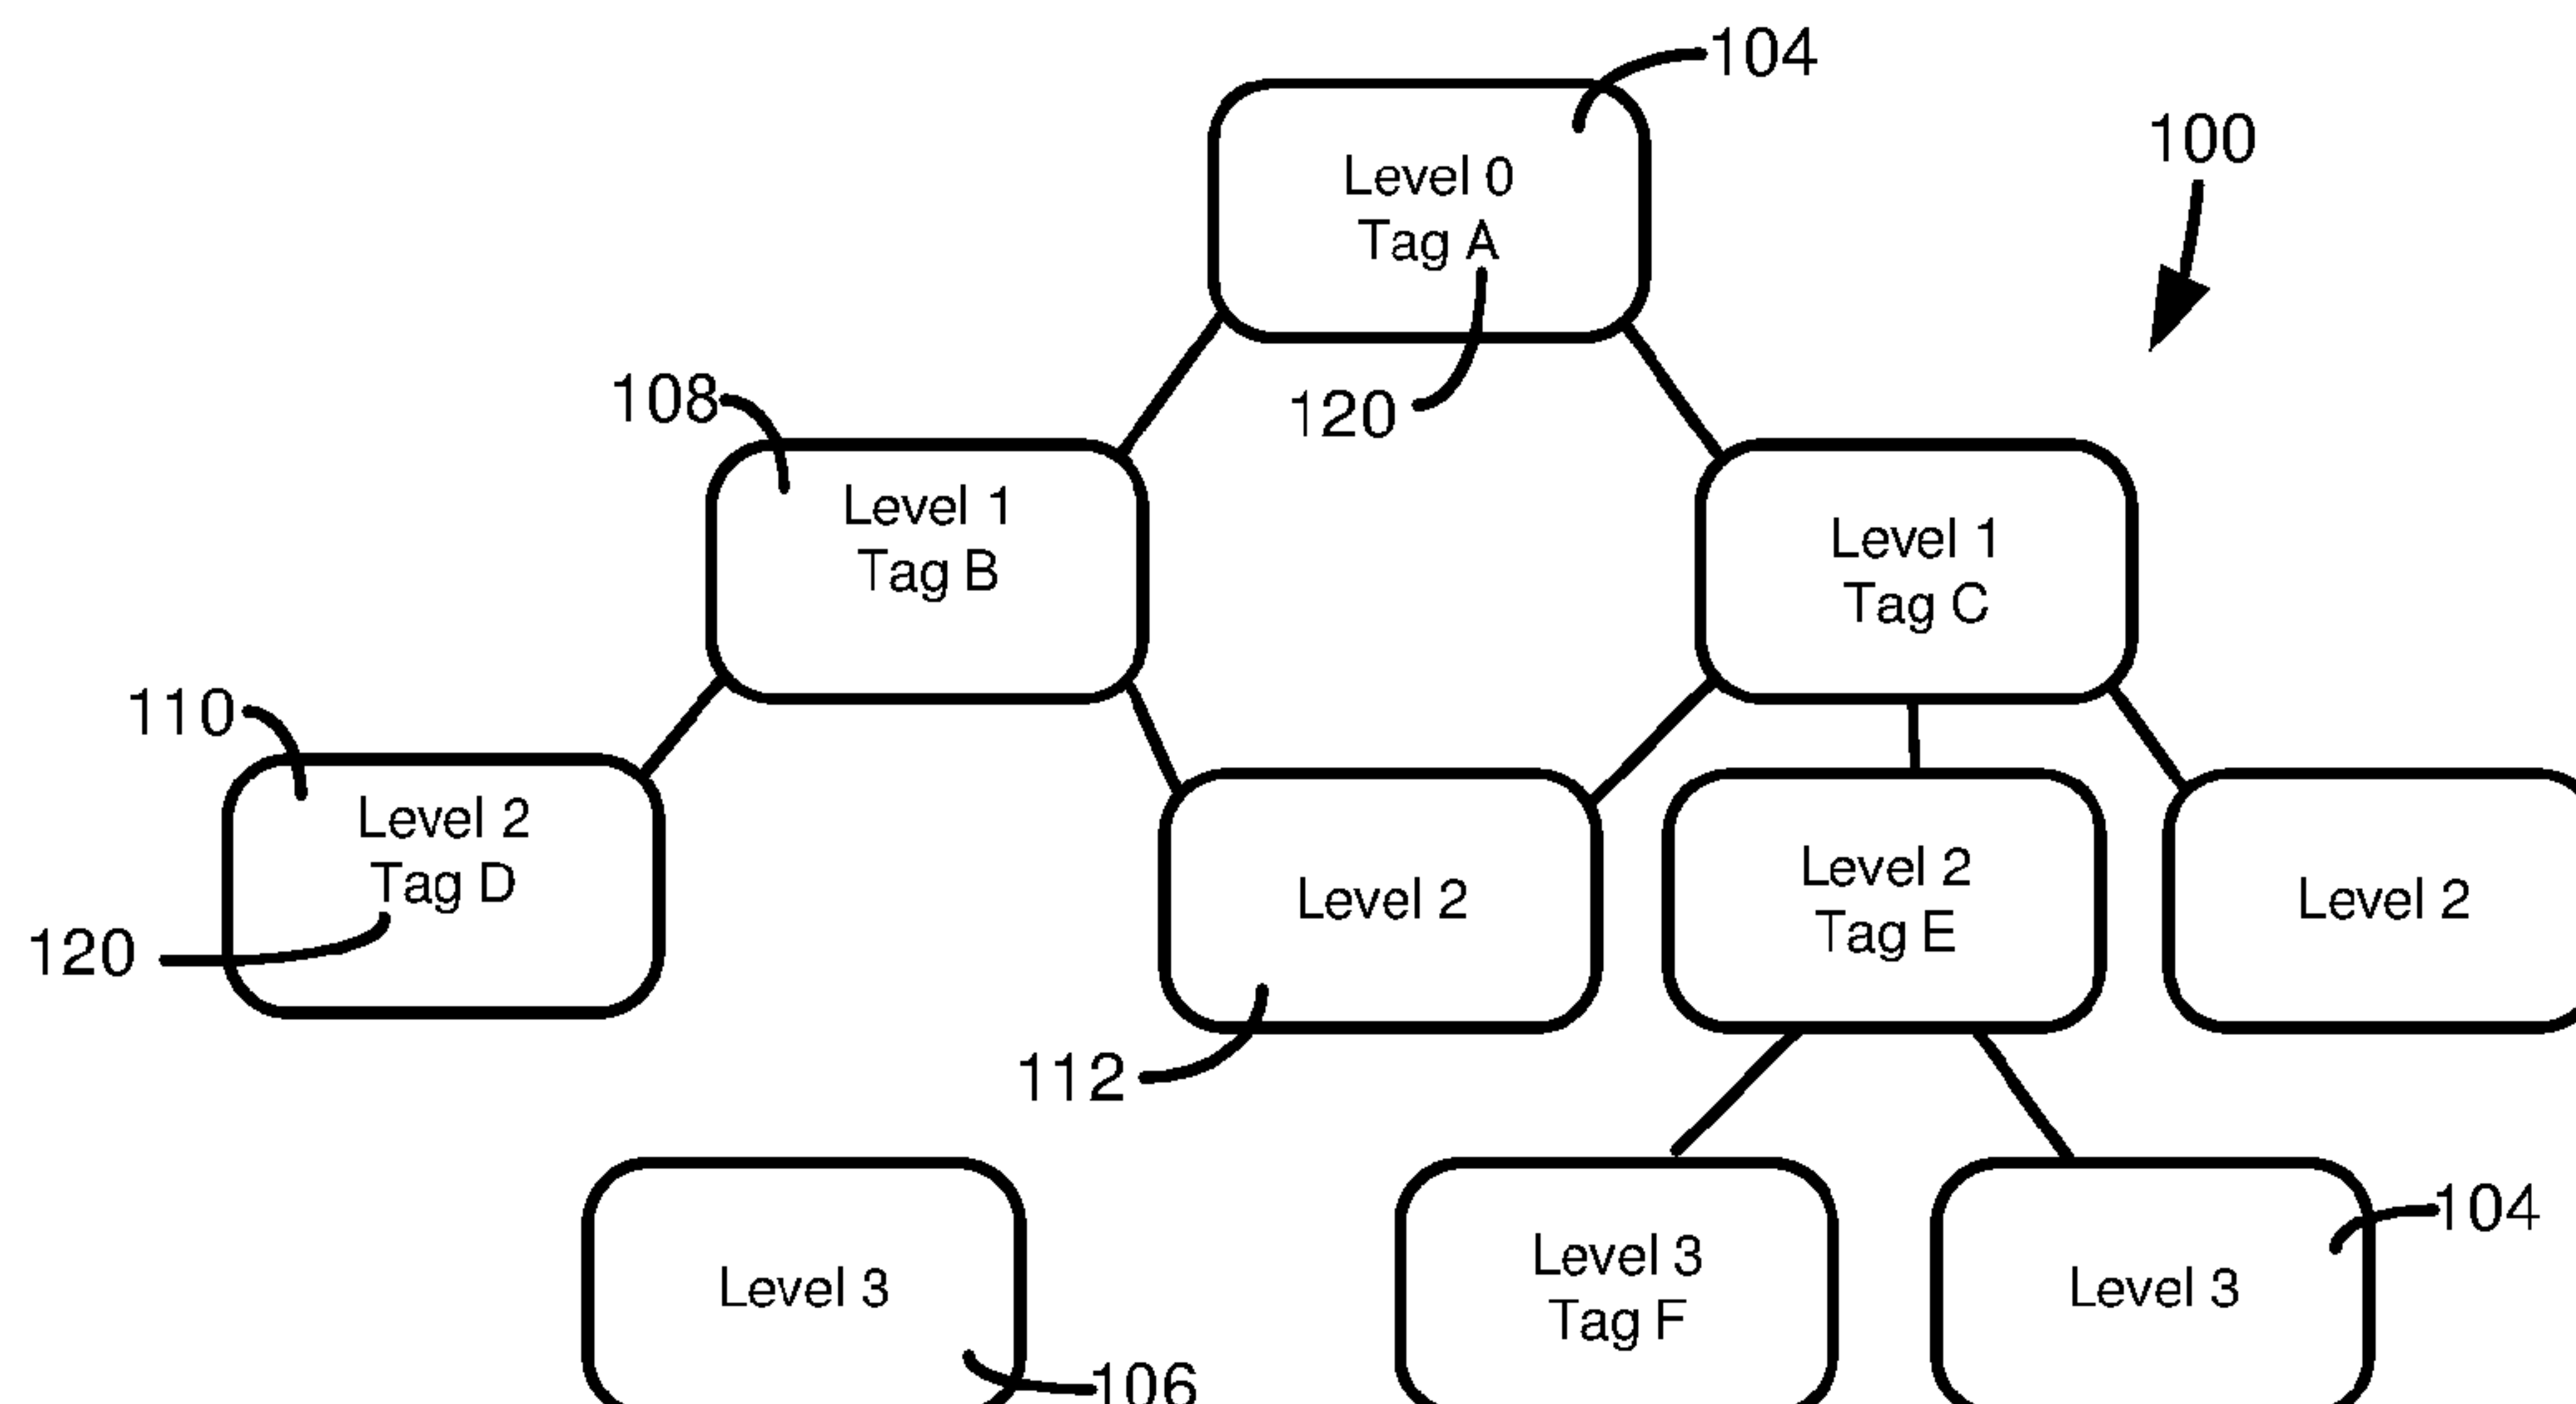 104
100
Level 0
Tag A
120
108
Level 1
Tag B
Level 1
Tag C
110
Level 2
Tag D
120
Level 2
112
Level 2
Tag E
Level 2
Level 3
106
Level 3
Tag F
Level 3
104